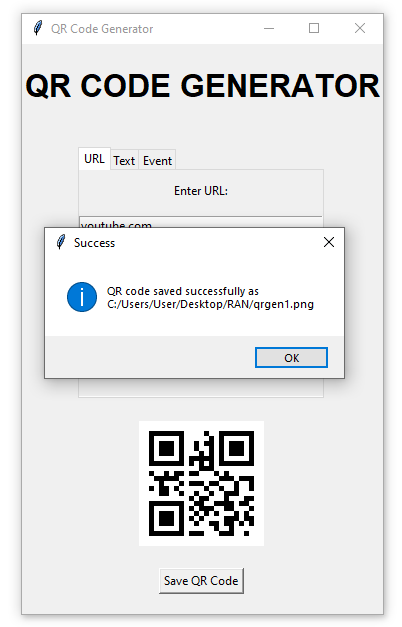 QR Code Generator
QR CODE GENERATOR
URL Text Event
Enter URL:
youtube.com
Success
QR code saved successfully as
C:/Users/User/Desktop/RAN/qrgen1.png
OK
Save QR Code